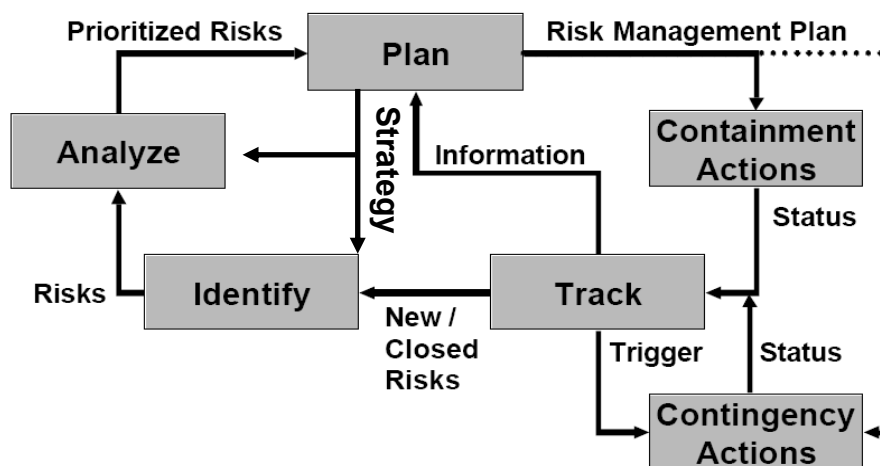 Prioritized Risks
Risk Management Plan
Plan
Strategy
Containment
Actions
Analyze
Information
Status
Risks
Identify
Track
New /
Closed
Risks
Trigger
Status
Contingency
Actions